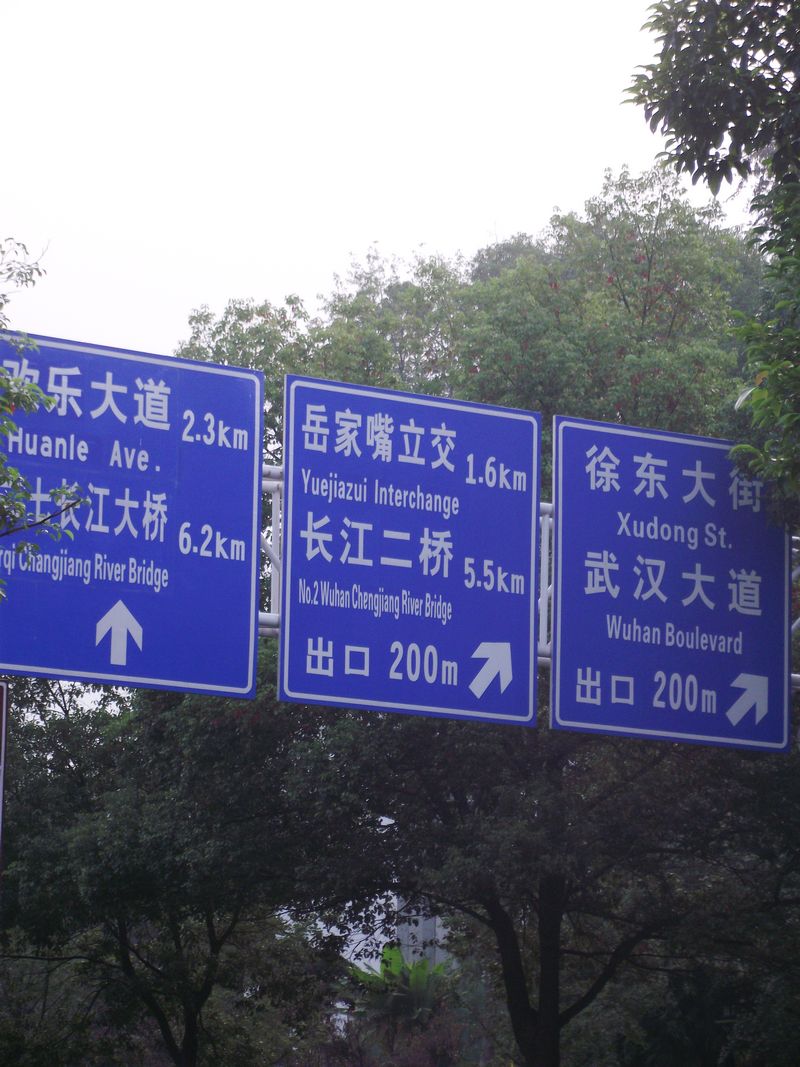 欢乐大道 2.3km
Huanle Ave.
长江大桥 6.2km
Changjiang River Bridge
岳家嘴立交 1.6km
Yuejiazui Interchange
长江二桥 5.5km
No.2 Wuhan Chengjiang River Bridge
出口 200m
徐东大街
Xudong St.
武汉大道
Wuhan Boulevard
出口 200m